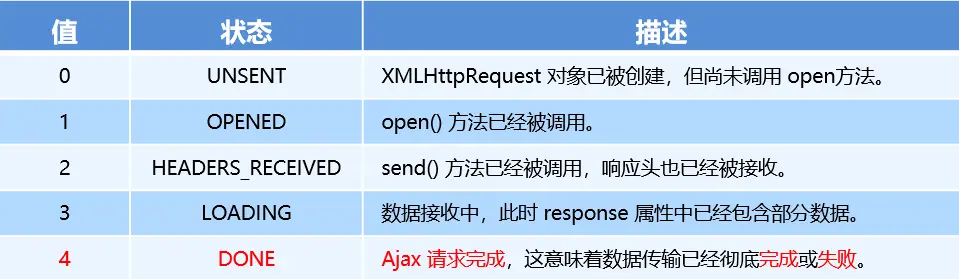 值 状态 描述
0 UNSENT XMLHttpRequest 对象已被创建，但尚未调用 open方法。
1 OPENED open() 方法已经被调用。
2 HEADERS_RECEIVED send() 方法已经被调用，响应头也已经被接收。
3 LOADING 数据接收中，此时 response 属性中已经包含部分数据。
4 DONE Ajax 请求完成，这意味着数据传输已经彻底完成或失败。